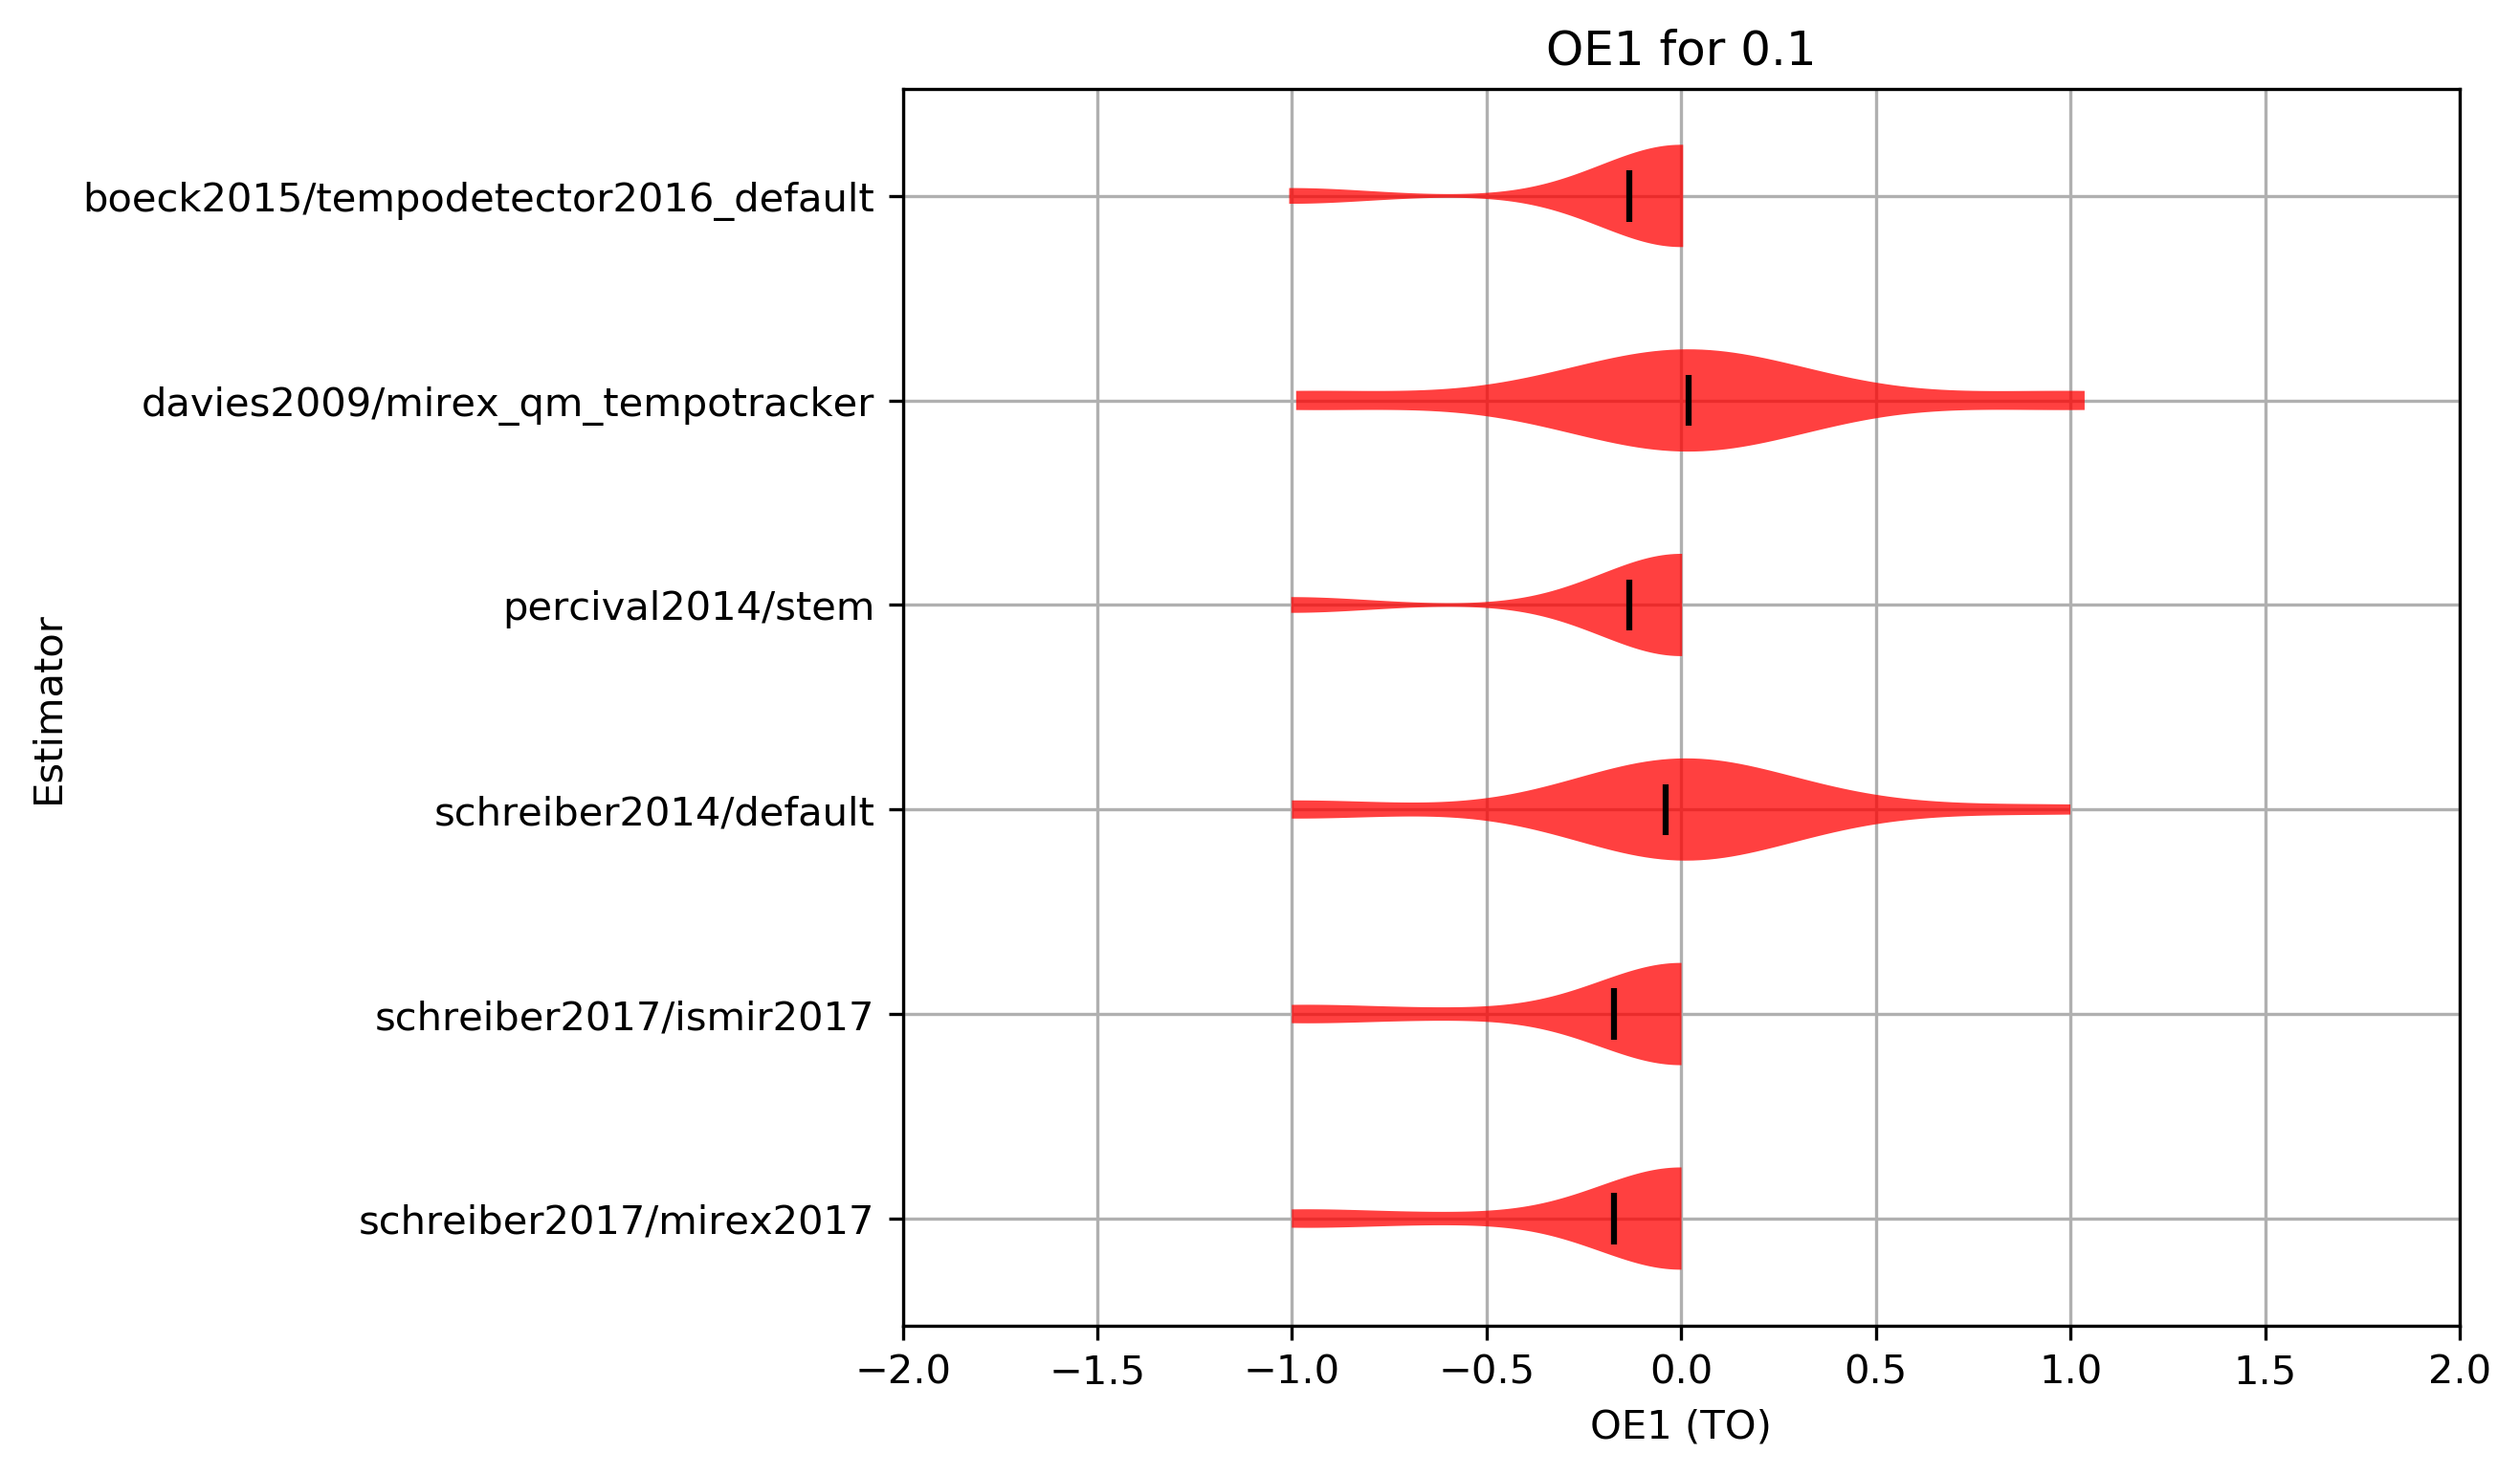 OE1 for 0.1
boeck2015/tempodetector2016_default
davies2009/mirex_qm_tempotracker
percival2014/stem
schreiber2014/default
schreiber2017/ismir2017
schreiber2017/mirex2017
Estimator
−2.0 −1.5 −1.0 −0.5 0.0 0.5 1.0 1.5 2.0
OE1 (TO)